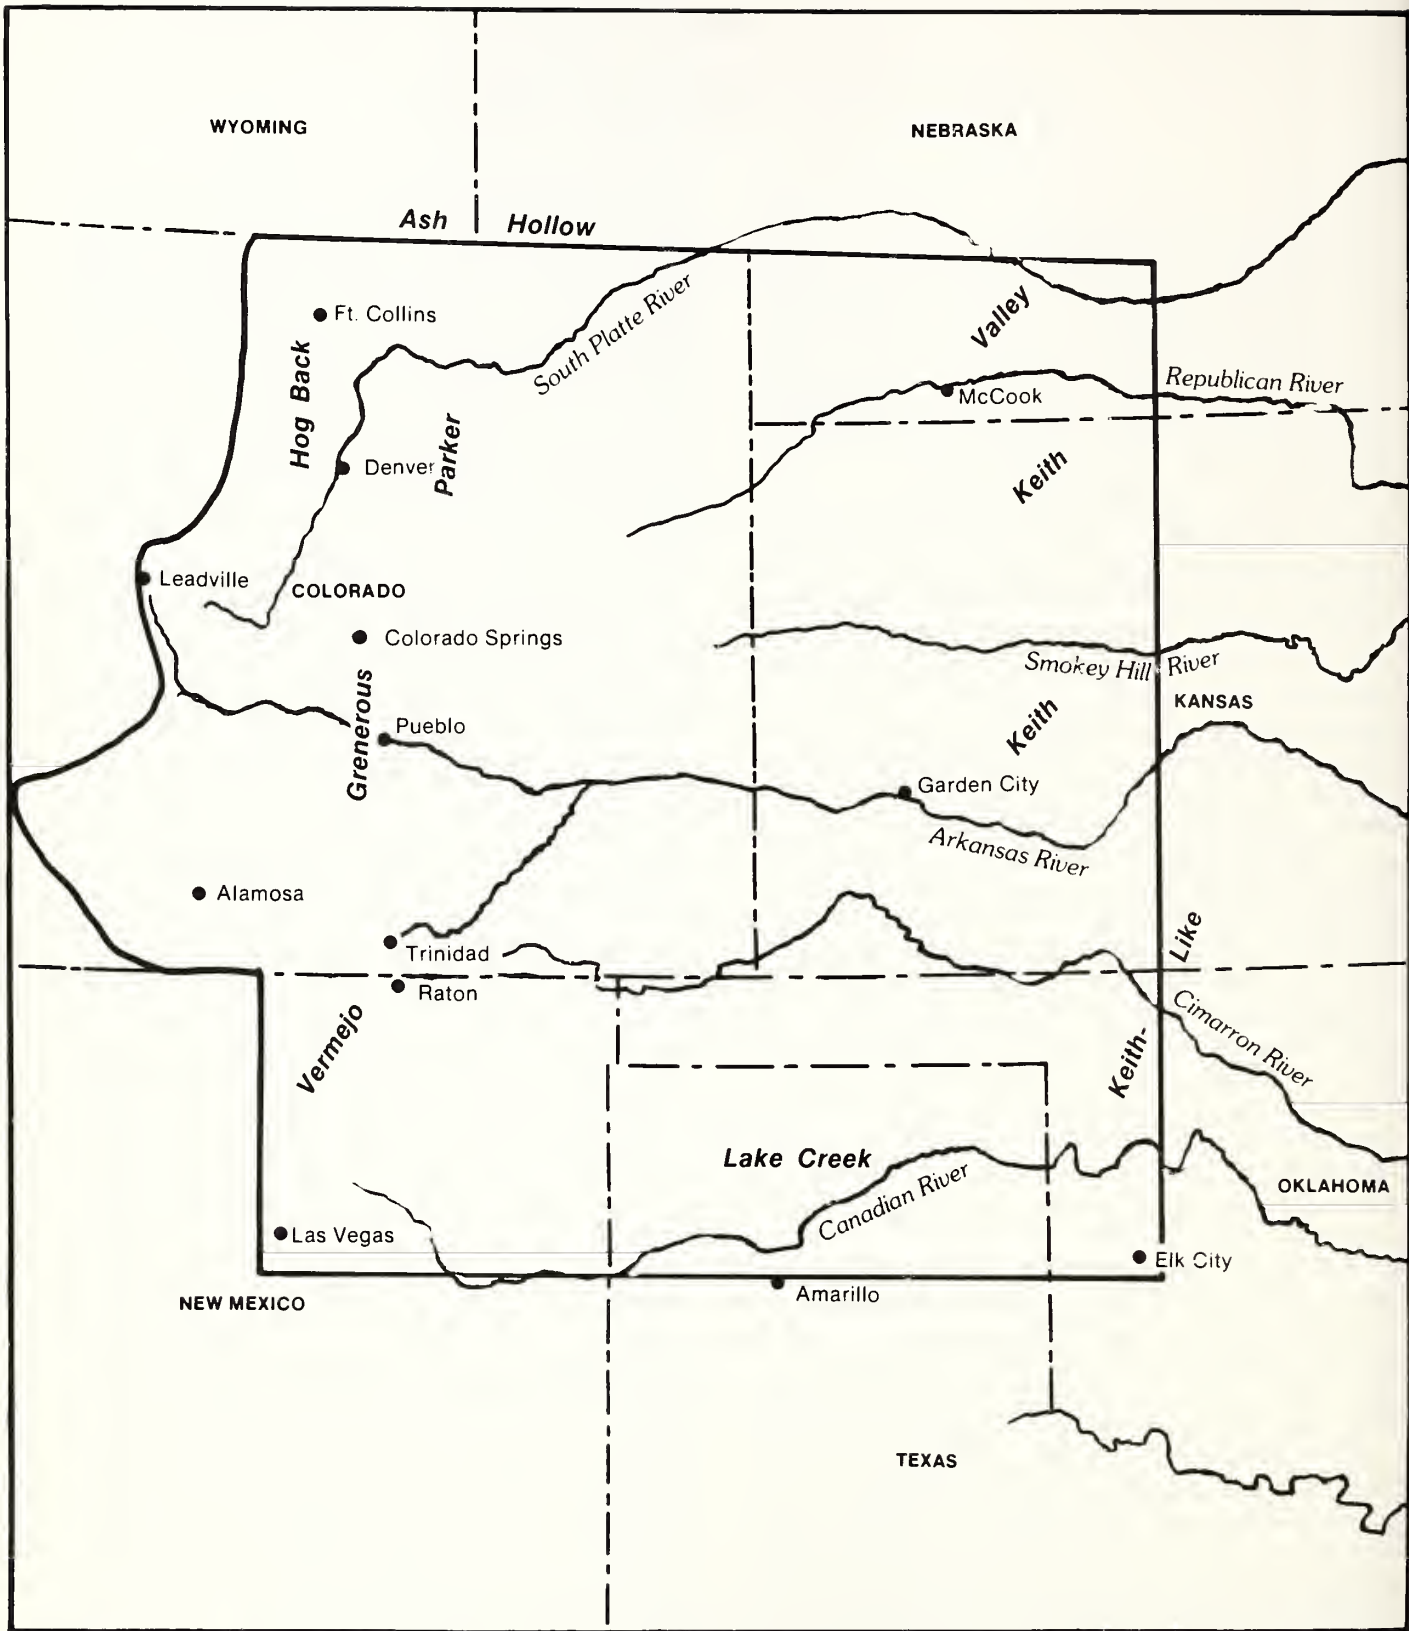 WYOMING
NEBRASKA
Ash Hollow
Ft. Collins
Hog Back
South Platte River
Valley
Republican River
McCook
Parker
Denver
Keith
Leadville
COLORADO
Colorado Springs
Smokey Hill River
KANSAS
Grenerous
Pueblo
Keith
Garden City
Arkansas River
Alamosa
Trinidad
Raton
Keith-Like
Cimarron River
Vermejo
Lake Creek
Canadian River
OKLAHOMA
Las Vegas
Elk City
Amarillo
NEW MEXICO
TEXAS